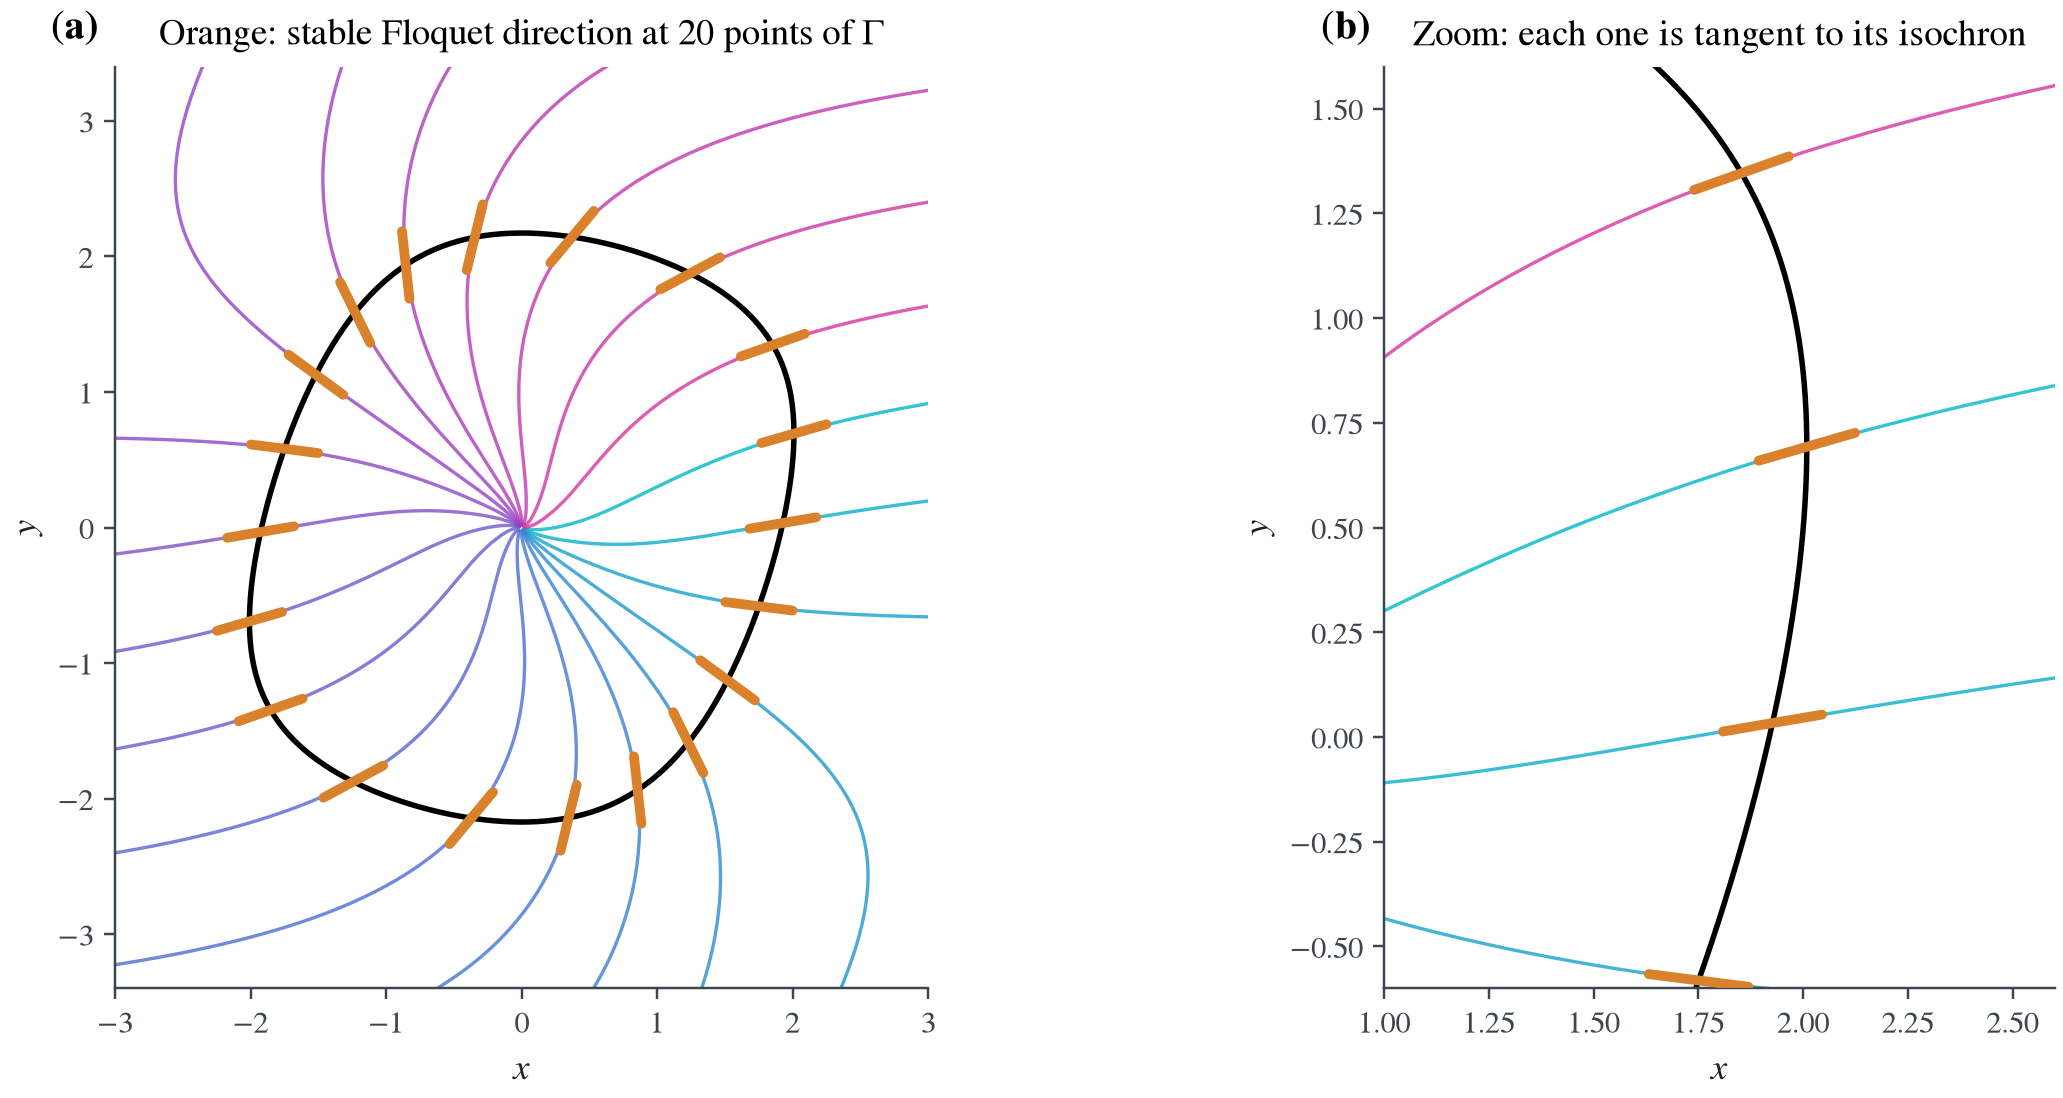 (a) Orange: stable Floquet direction at 20 points of Γ
3
2
1
0
−1
−2
−3
y
−3 −2 −1 0 1 2 3
x
(b) Zoom: each one is tangent to its isochron
1.50
1.25
1.00
0.75
0.50
0.25
0.00
−0.25
−0.50
y
1.00 1.25 1.50 1.75 2.00 2.25 2.50
x